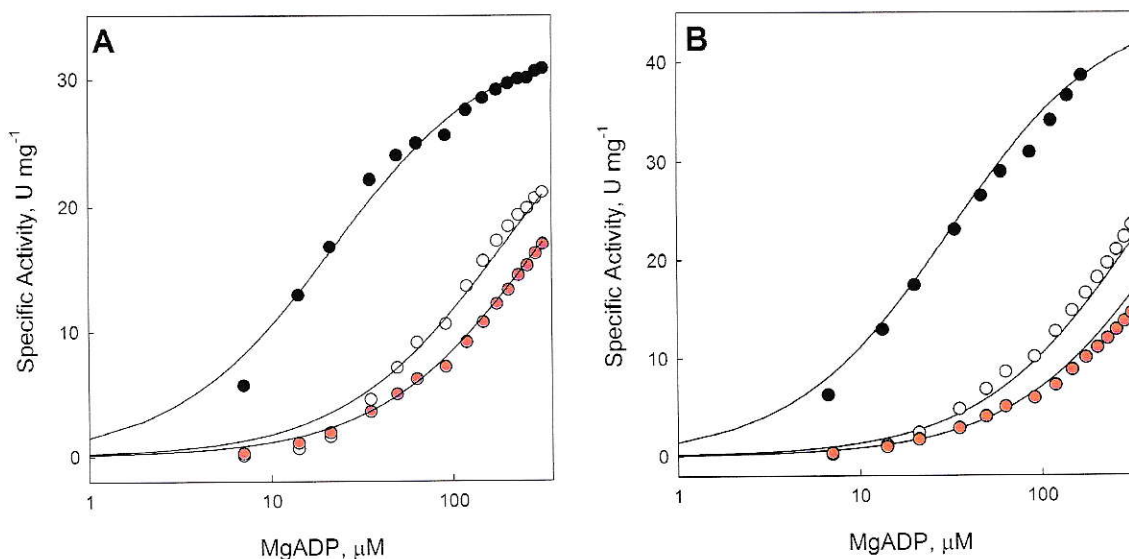 A
30
20
10
0
Specific Activity, U mg⁻¹
1 10 100
MgADP, μM
B
40
30
20
10
0
Specific Activity, U mg⁻¹
1 10 100
MgADP, μM